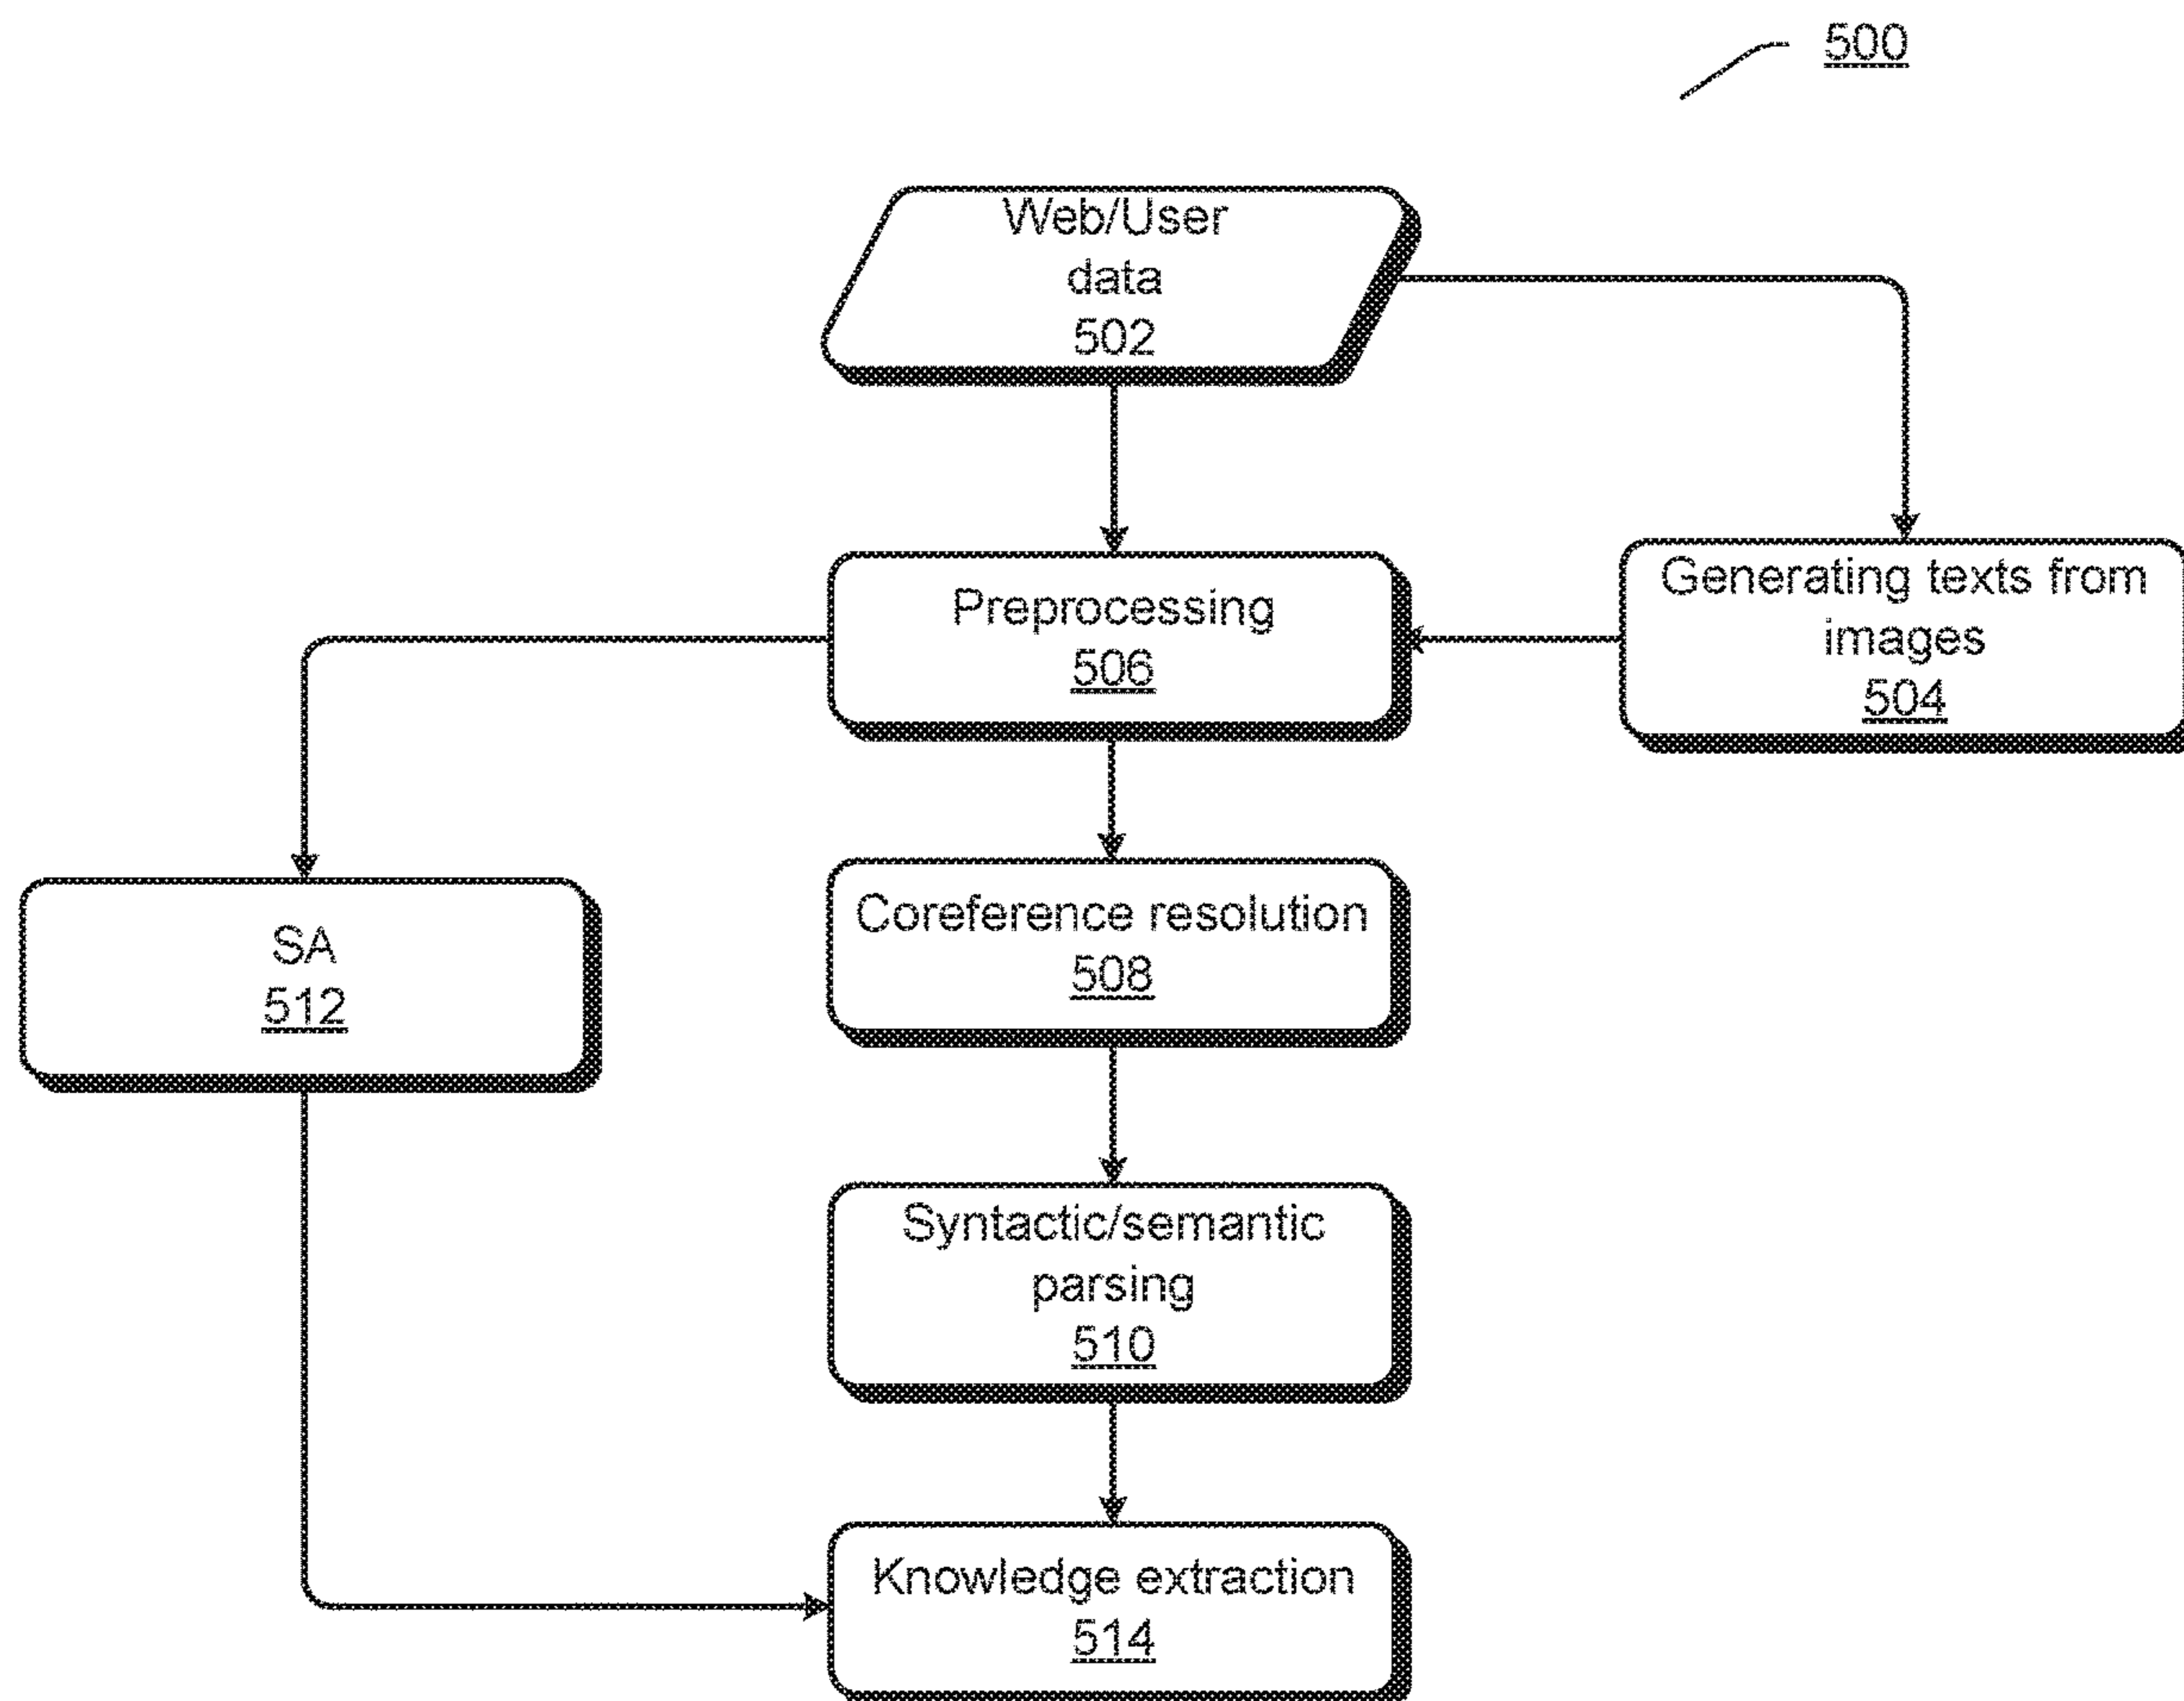 500
Web/User
data
502
Preprocessing
506
Generating texts from
images
504
SA
512
Coreference resolution
508
Syntactic/semantic
parsing
510
Knowledge extraction
514